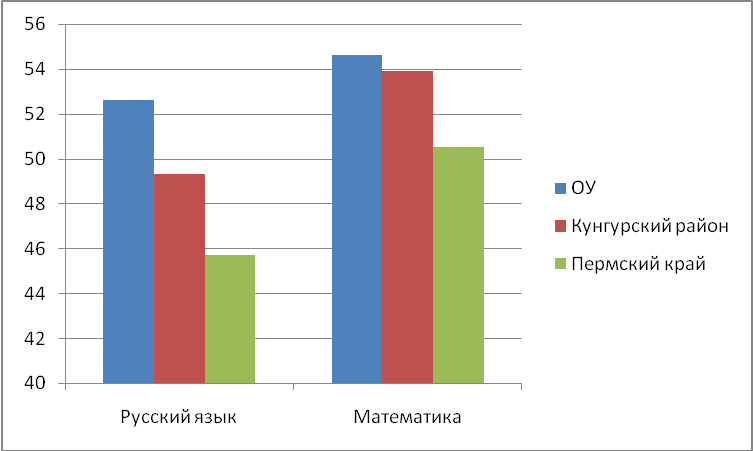 56
54
52
50
48
46
44
42
40
Русский язык
Математика
ОУ
Кунгурский район
Пермский край